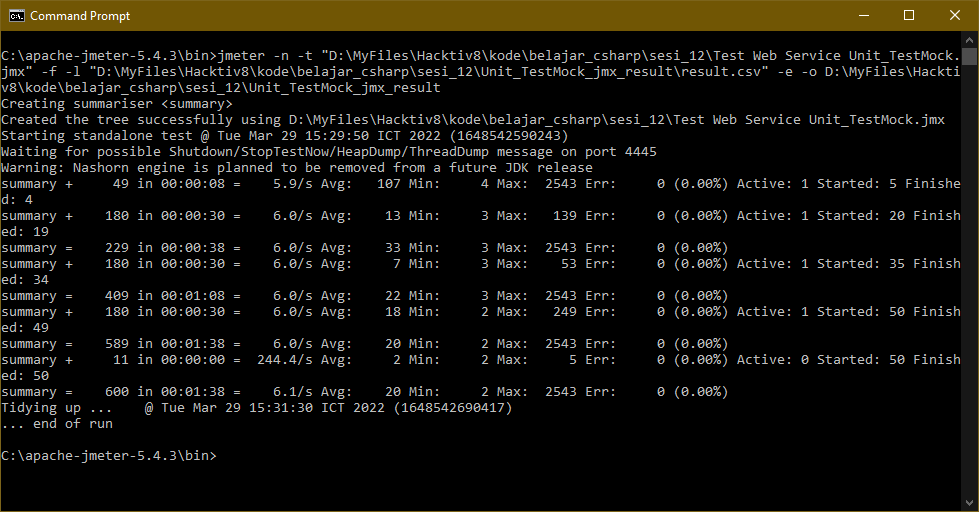 Command Prompt
C:\apache-jmeter-5.4.3\bin>jmeter -n -t "D:\MyFiles\Hacktiv8\kode\belajar_csharp\sesi_12\Test Web Service Unit_TestMock.
jmx" -f -l "D:\MyFiles\Hacktiv8\kode\belajar_csharp\sesi_12\Unit_TestMock_jmx_result\result.csv" -e -o D:\MyFiles\Hackti
v8\kode\belajar_csharp\sesi_12\Unit_TestMock_jmx_result
Creating summariser <summary>
Created the tree successfully using D:\MyFiles\Hacktiv8\kode\belajar_csharp\sesi_12\Test Web Service Unit_TestMock.jmx
Starting standalone test @ Tue Mar 29 15:29:50 ICT 2022 (1648542590243)
Waiting for possible Shutdown/StopTestNow/HeapDump/ThreadDump message on port 4445
Warning: Nashorn engine is planned to be removed from a future JDK release
summary +     49 in 00:00:08 =    5.9/s Avg:   107 Min:     4 Max:  2543 Err:     0 (0.00%) Active: 1 Started: 5 Finishe
d: 4
summary +    180 in 00:00:30 =    6.0/s Avg:    13 Min:     3 Max:   139 Err:     0 (0.00%) Active: 1 Started: 20 Finish
ed: 19
summary =    229 in 00:00:38 =    6.0/s Avg:    33 Min:     3 Max:  2543 Err:     0 (0.00%)
summary +    180 in 00:00:30 =    6.0/s Avg:     7 Min:     3 Max:    53 Err:     0 (0.00%) Active: 1 Started: 35 Finish
ed: 34
summary =    409 in 00:01:08 =    6.0/s Avg:    22 Min:     3 Max:  2543 Err:     0 (0.00%)
summary +    180 in 00:00:30 =    6.0/s Avg:    18 Min:     2 Max:   249 Err:     0 (0.00%) Active: 1 Started: 50 Finish
ed: 49
summary =    589 in 00:01:38 =    6.0/s Avg:    20 Min:     2 Max:  2543 Err:     0 (0.00%)
summary +     11 in 00:00:00 =  244.4/s Avg:     2 Min:     2 Max:     5 Err:     0 (0.00%) Active: 0 Started: 50 Finish
ed: 50
summary =    600 in 00:01:38 =    6.1/s Avg:    20 Min:     2 Max:  2543 Err:     0 (0.00%)
Tidying up ...    @ Tue Mar 29 15:31:30 ICT 2022 (1648542690417)
... end of run
C:\apache-jmeter-5.4.3\bin>